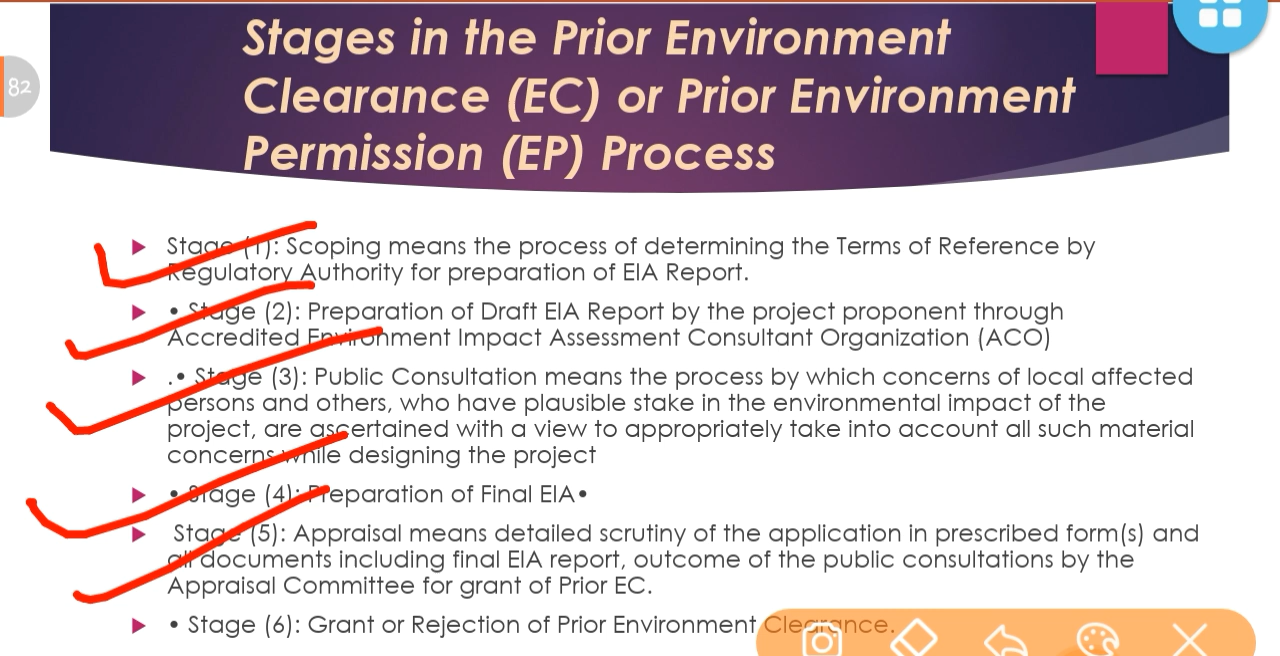 Stages in the Prior Environment
Clearance (EC) or Prior Environment
Permission (EP) Process
82
Stage (1): Scoping means the process of determining the Terms of Reference by
Regulatory Authority for preparation of EIA Report.
• Stage (2): Preparation of Draft EIA Report by the project proponent through
Accredited Environment Impact Assessment Consultant Organization (ACO)
.• Stage (3): Public Consultation means the process by which concerns of local affected
persons and others, who have plausible stake in the environmental impact of the
project, are ascertained with a view to appropriately take into account all such material
concerns while designing the project
• Stage (4): Preparation of Final EIA•
Stage (5): Appraisal means detailed scrutiny of the application in prescribed form(s) and
all documents including final EIA report, outcome of the public consultations by the
Appraisal Committee for grant of Prior EC.
• Stage (6): Grant or Rejection of Prior Environment Clearance.